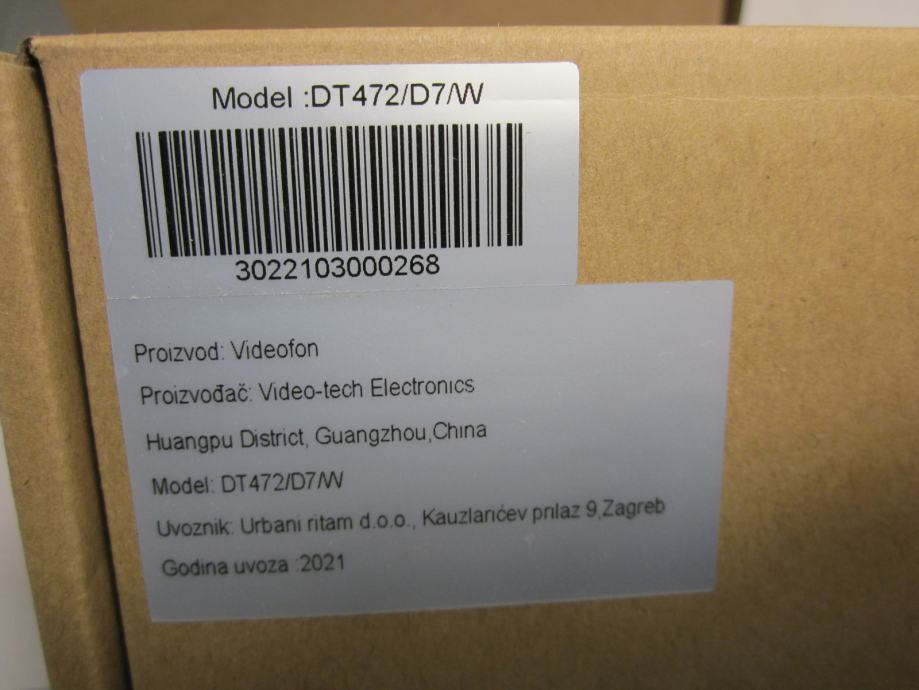 Model :DT472/D7/W
3022103000268
Proizvod: Videofon
Proizvođač: Video-tech Electronics
Huangpu District, Guangzhou,China
Model: DT472/D7/W
Uvoznik: Urbani ritam d.o.o., Kauzlarićev prilaz 9,Zagreb
Godina uvoza :2021